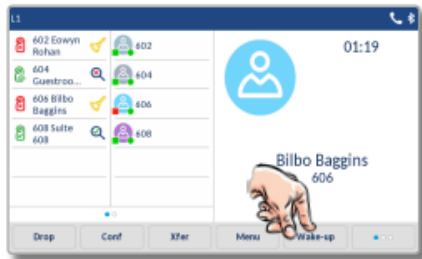 L1
602 Eowyn
Rohan
602
01:19
604
Guestroo...
604
606 Bilbo
Baggins
606
608 Suite
608
608
Bilbo Baggins
606
Drop
Conf
Xfer
Menu
Wake-up